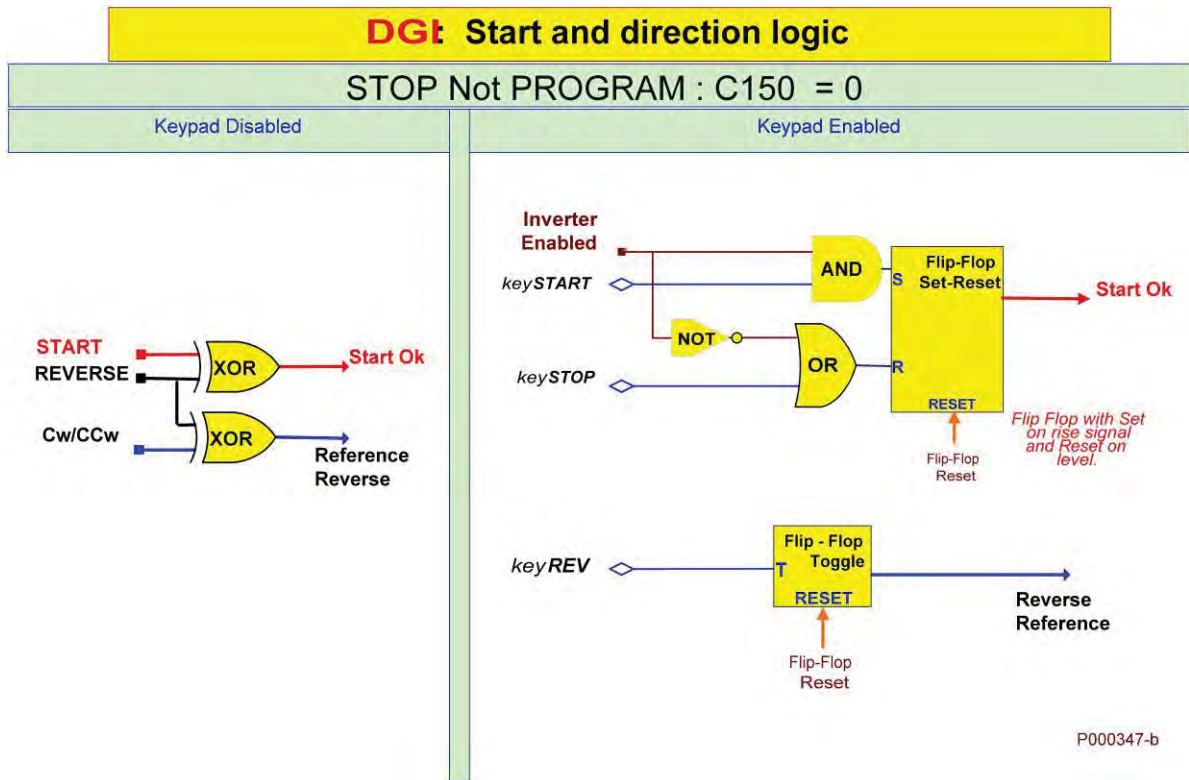 DGI: Start and direction logic
STOP Not PROGRAM : C150 = 0
Keypad Disabled
Keypad Enabled
START
REVERSE
XOR
Start Ok
Cw/CCw
XOR
Reference
Reverse
Inverter
Enabled
keySTART
AND
Flip-Flop
Set-Reset
S
Start Ok
NOT
OR
keySTOP
R
RESET
Flip-Flop
Reset
Flip Flop with Set
on rise signal
and Reset on
level.
keyREV
Flip - Flop
Toggle
T
RESET
Reverse
Reference
Flip-Flop
Reset
P000347-b